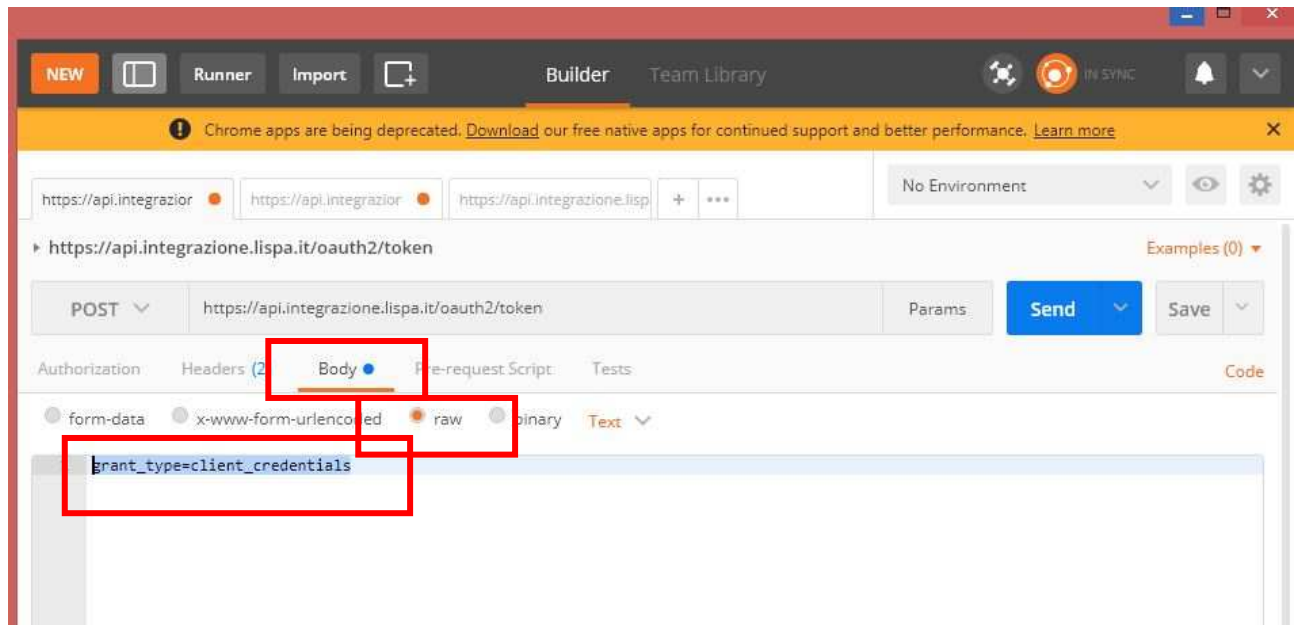 NEW Runner Import Builder Team Library IN SYNC
Chrome apps are being deprecated. Download our free native apps for continued support and better performance. Learn more
https://api.integrazior https://api.integrazior https://api.integrazione.lisp + ••• No Environment
https://api.integrazione.lispa.it/oauth2/token Examples (0)
POST https://api.integrazione.lispa.it/oauth2/token Params Send Save
Authorization Headers (2 Body Pre-request Script Tests Code
form-data x-www-form-urlencoded raw binary Text
grant_type=client_credentials